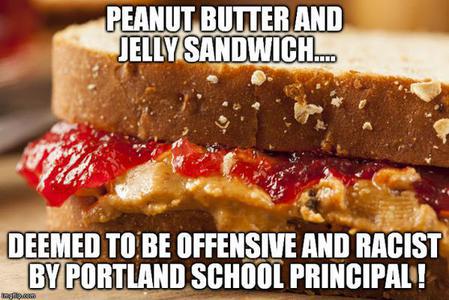 PEANUT BUTTER AND
JELLY SANDWICH....
DEEMED TO BE OFFENSIVE AND RACIST
BY PORTLAND SCHOOL PRINCIPAL !
imgflip.com